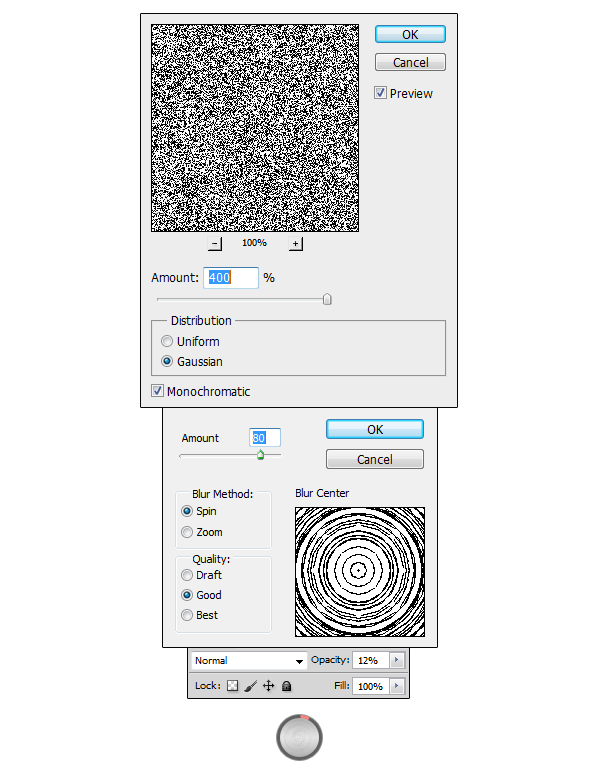 OK
Cancel
Preview
− 100% +
Amount: 400 %
Distribution
Uniform
Gaussian
Monochromatic
Amount 80
OK
Cancel
Blur Method:
Spin
Zoom
Blur Center
Quality:
Draft
Good
Best
Normal Opacity: 12%
Lock: Fill: 100%